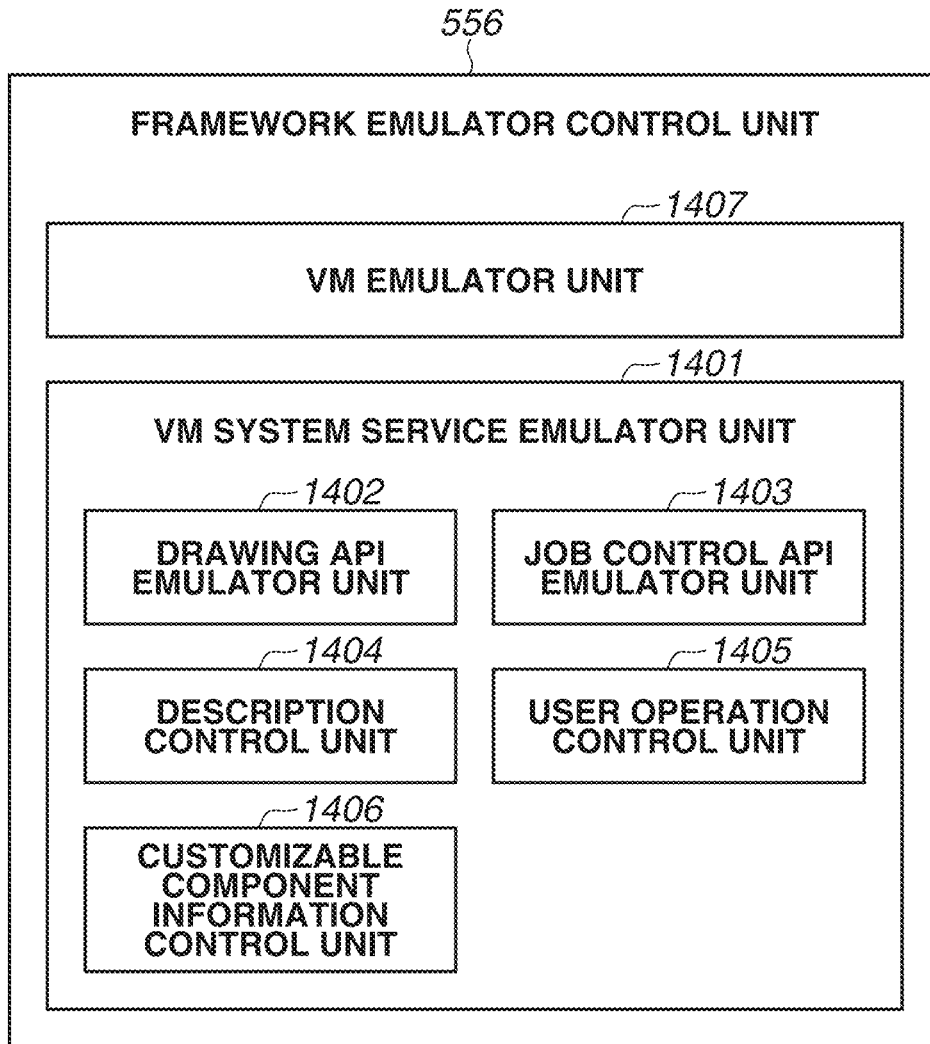 556
FRAMEWORK EMULATOR CONTROL UNIT
1407
VM EMULATOR UNIT
1401
VM SYSTEM SERVICE EMULATOR UNIT
1402
DRAWING API
EMULATOR UNIT
1403
JOB CONTROL API
EMULATOR UNIT
1404
DESCRIPTION
CONTROL UNIT
1405
USER OPERATION
CONTROL UNIT
1406
CUSTOMIZABLE
COMPONENT
INFORMATION
CONTROL UNIT